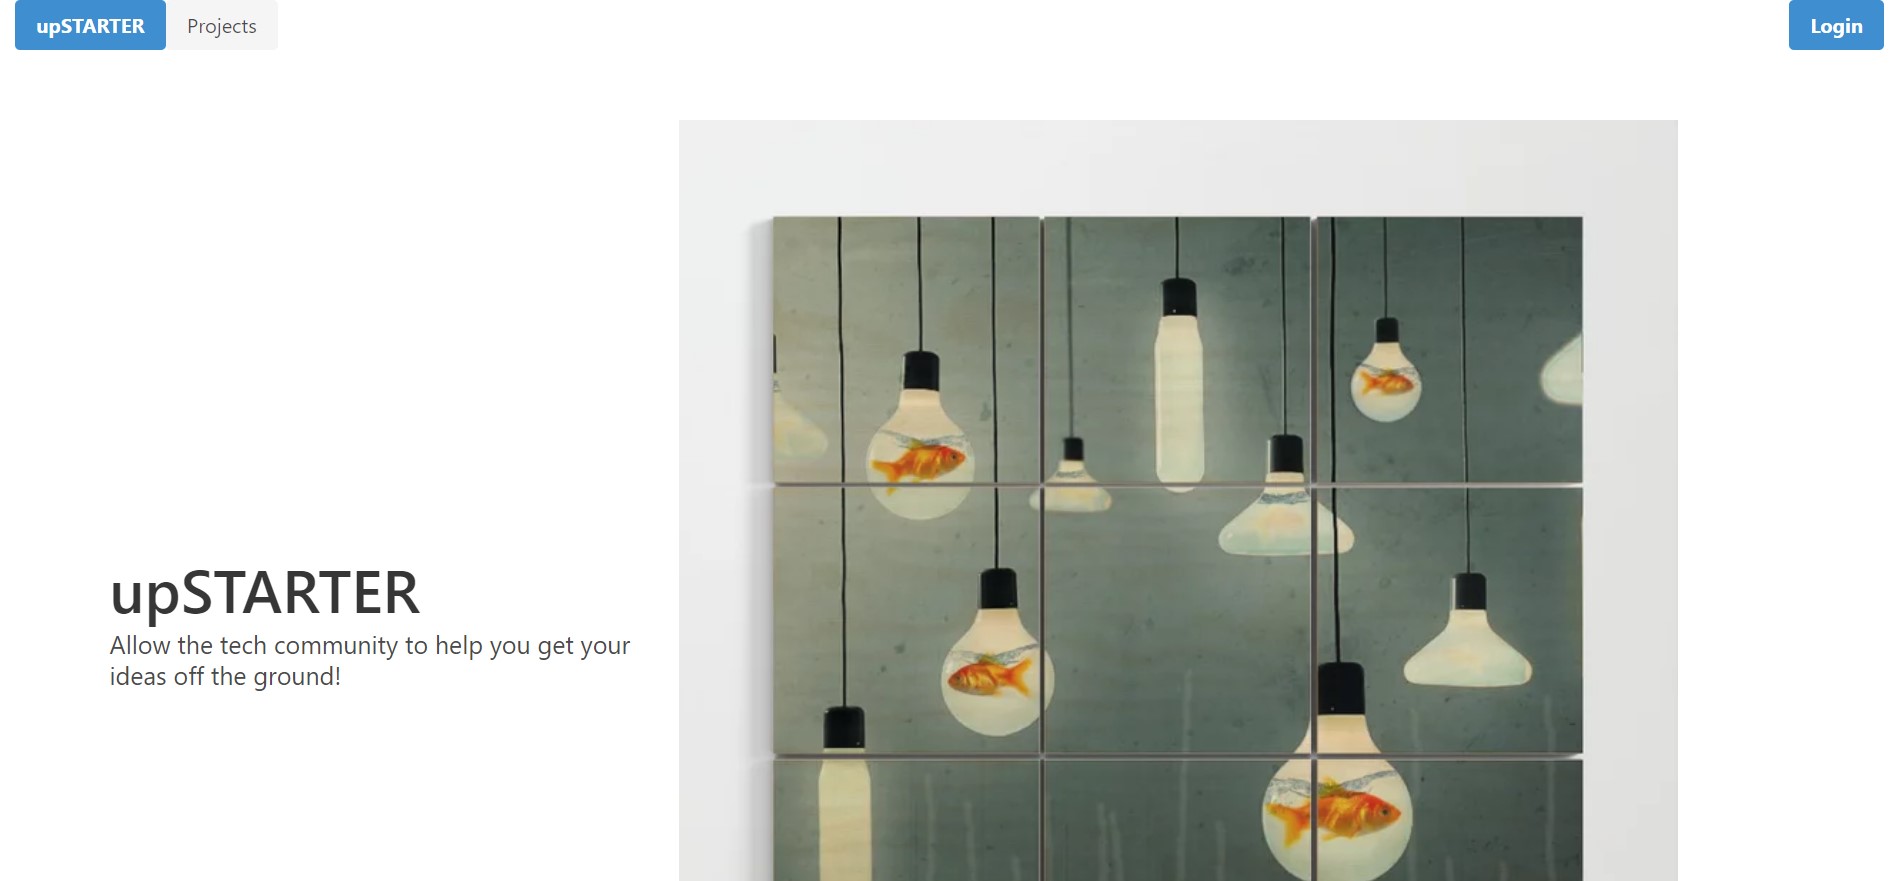 upSTARTER
Projects
Login
upSTARTER
Allow the tech community to help you get your
ideas off the ground!